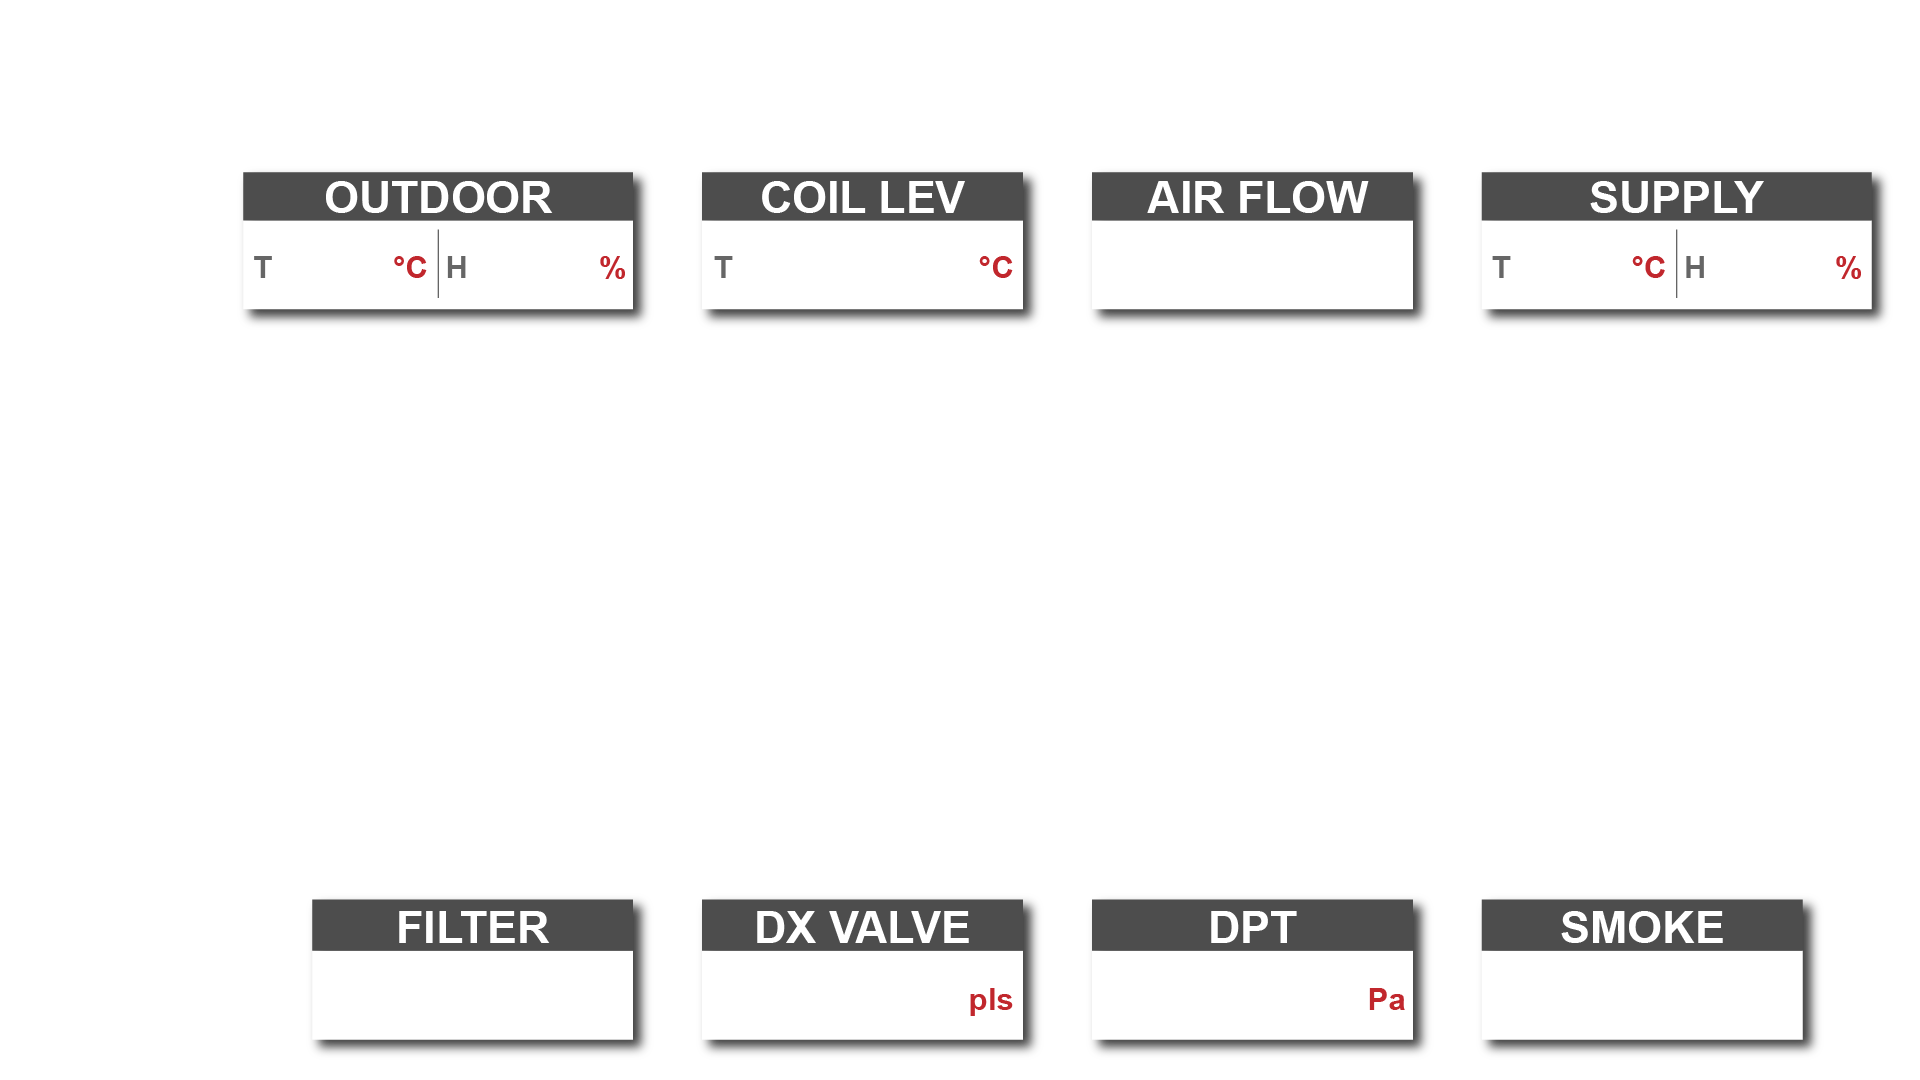 OUTDOOR
T °C H %
COIL LEV
T °C
AIR FLOW
SUPPLY
T °C H %
FILTER
DX VALVE
pls
DPT
Pa
SMOKE